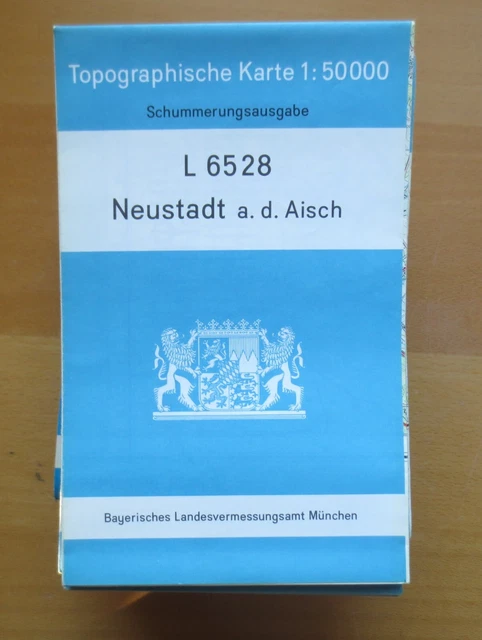 Topographische Karte 1:50000
Schummerungsausgabe
L 6528
Neustadt a. d. Aisch
Bayerisches Landesvermessungsamt München